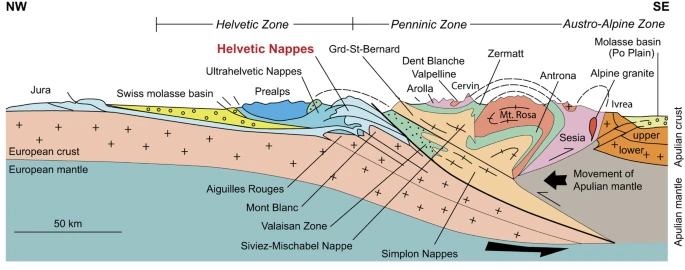 NW
SE
Helvetic Zone
Penninic Zone
Austro-Alpine Zone
Helvetic Nappes
Grd-St-Bernard
Zermatt
Molasse basin
(Po Plain)
Ultrahelvetic Nappes
Dent Blanche
Valpelline
Antrona
Alpine granite
Jura
Swiss molasse basin
Prealps
Arolla
Cervin
Ivrea
Mt. Rosa
Sesia
upper
lower
Apulian crust
European crust
European mantle
Aiguilles Rouges
Mont Blanc
Valaisan Zone
Siviez-Mischabel Nappe
Simplon Nappes
Movement of
Apulian mantle
Apulian mantle
50 km